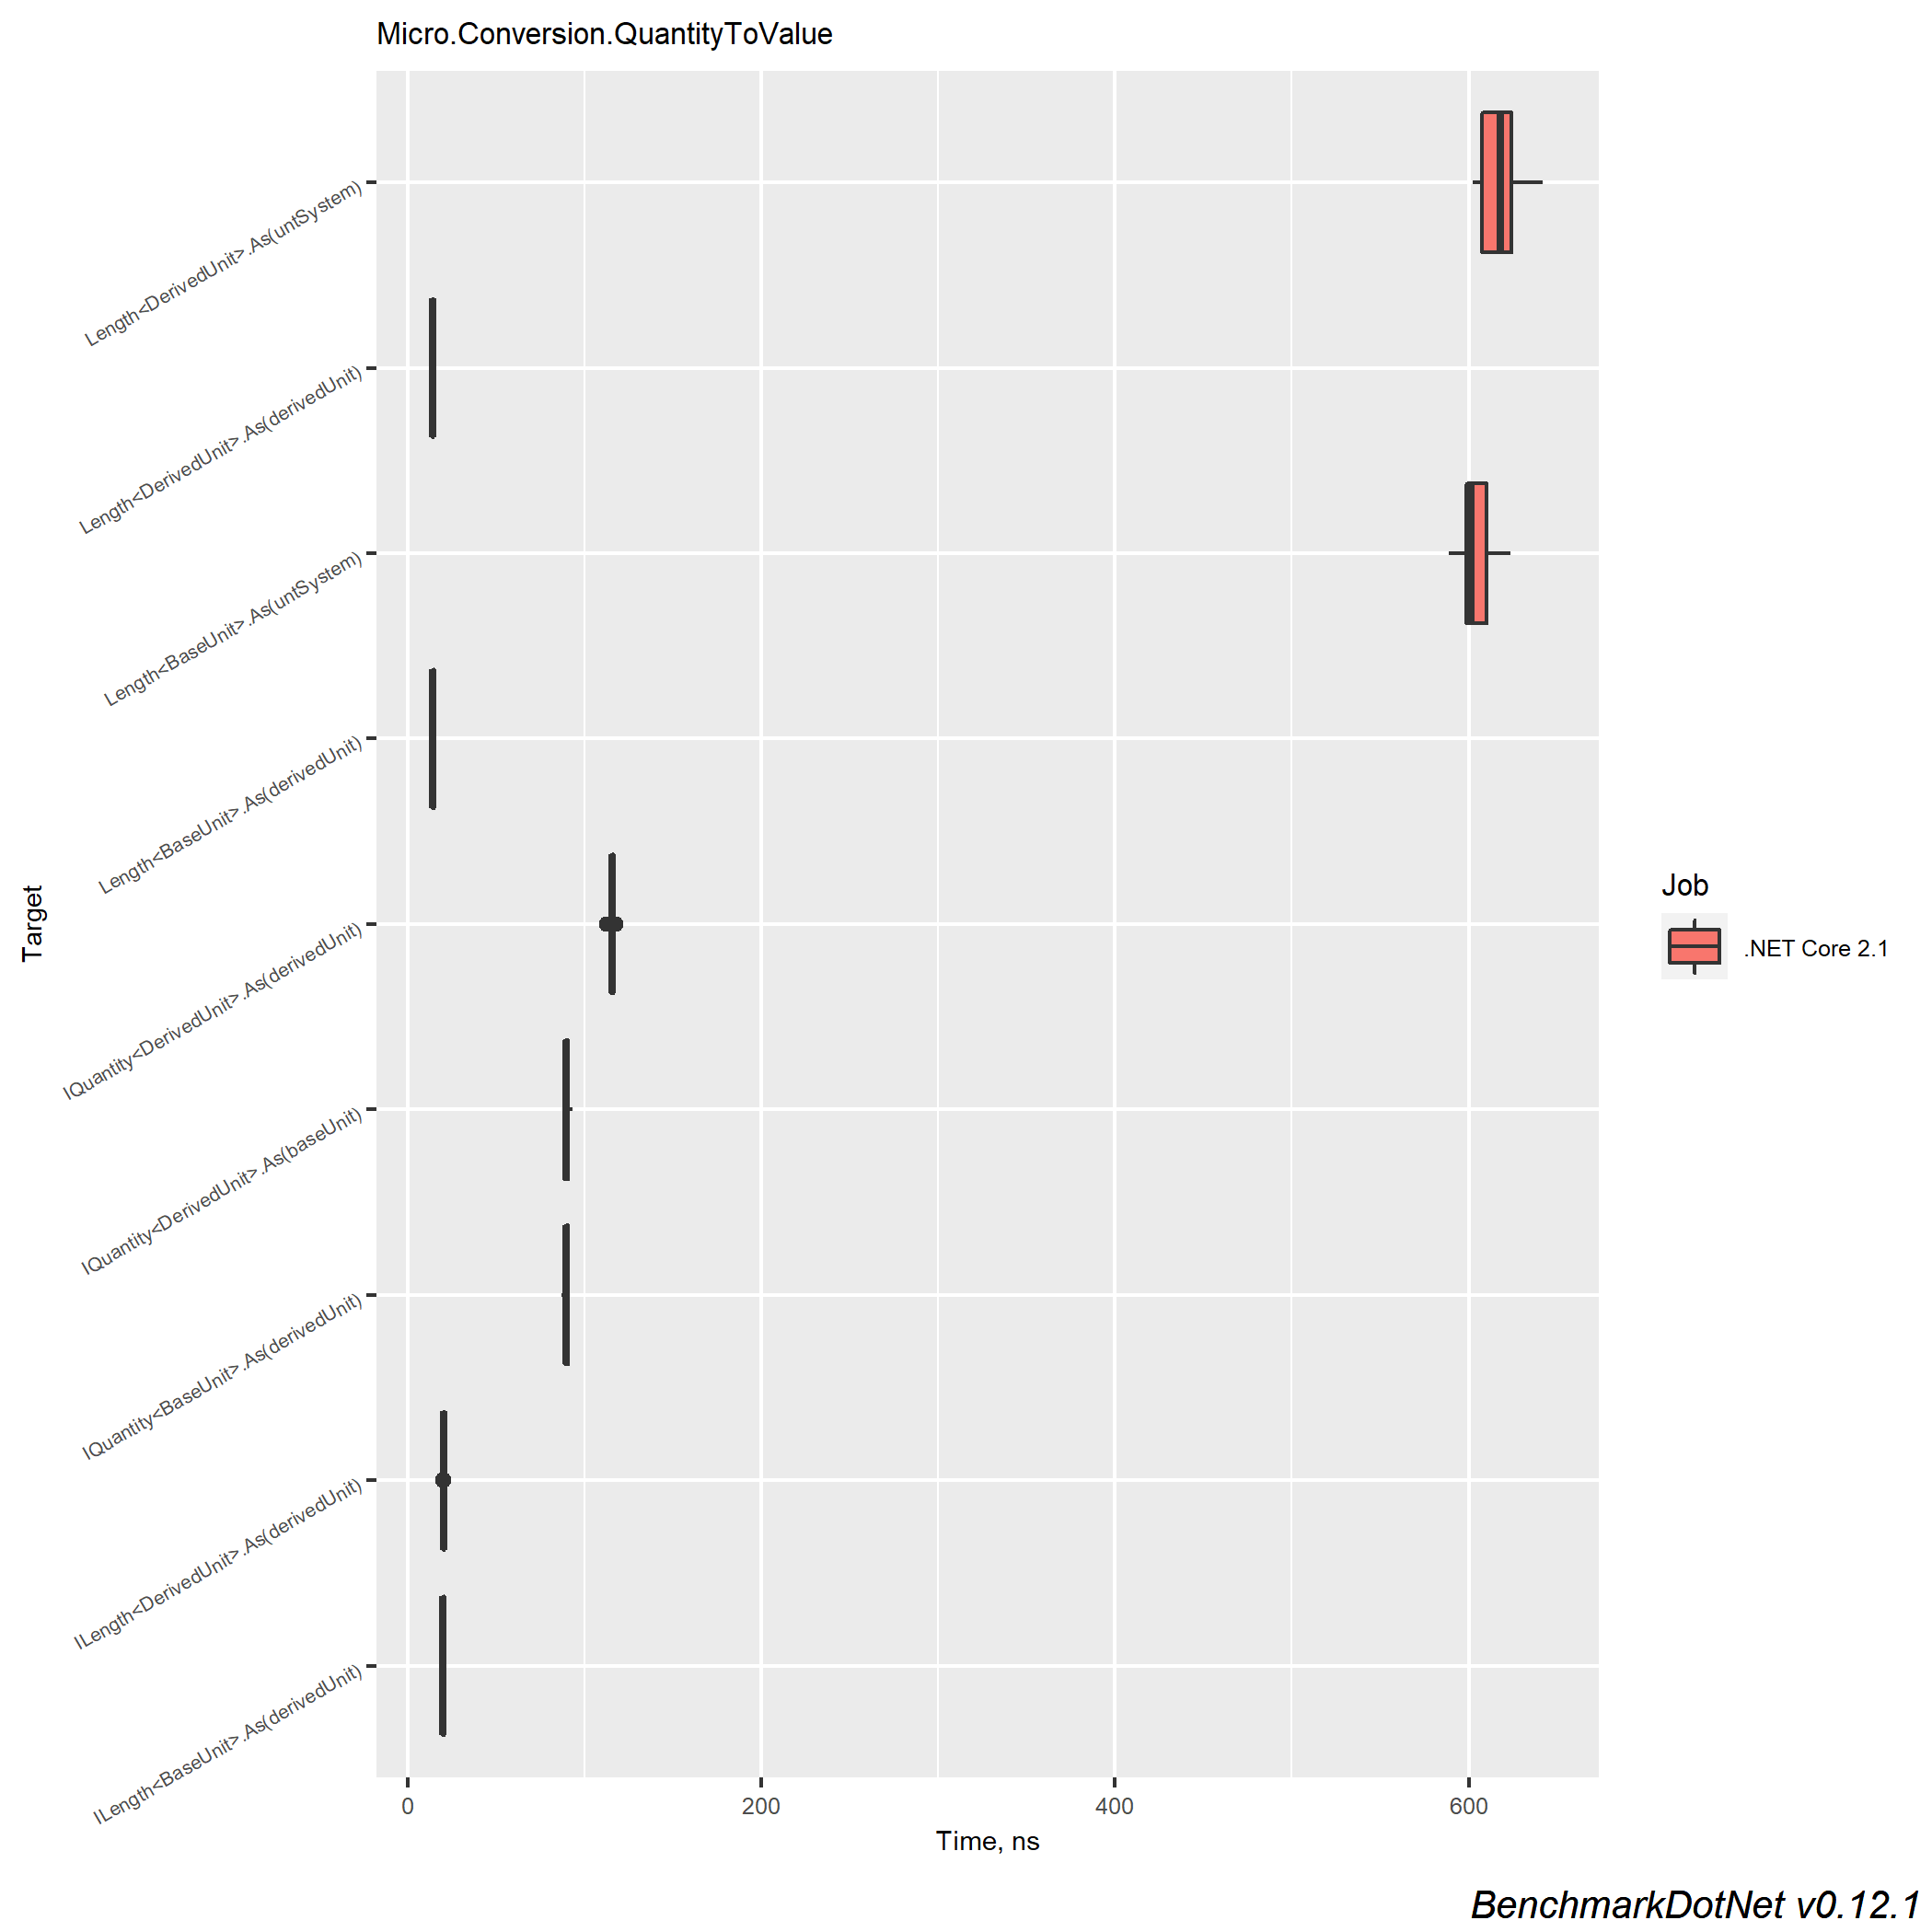 Micro.Conversion.QuantityToValue
Length<DerivedUnit>.As(untSystem)
Length<DerivedUnit>.As(derivedUnit)
Length<BaseUnit>.As(untSystem)
Length<BaseUnit>.As(derivedUnit)
IQuantity<DerivedUnit>.As(derivedUnit)
IQuantity<DerivedUnit>.As(baseUnit)
IQuantity<BaseUnit>.As(derivedUnit)
ILength<DerivedUnit>.As(derivedUnit)
ILength<BaseUnit>.As(derivedUnit)
Target
0 200 400 600
Time, ns
Job
.NET Core 2.1
BenchmarkDotNet v0.12.1